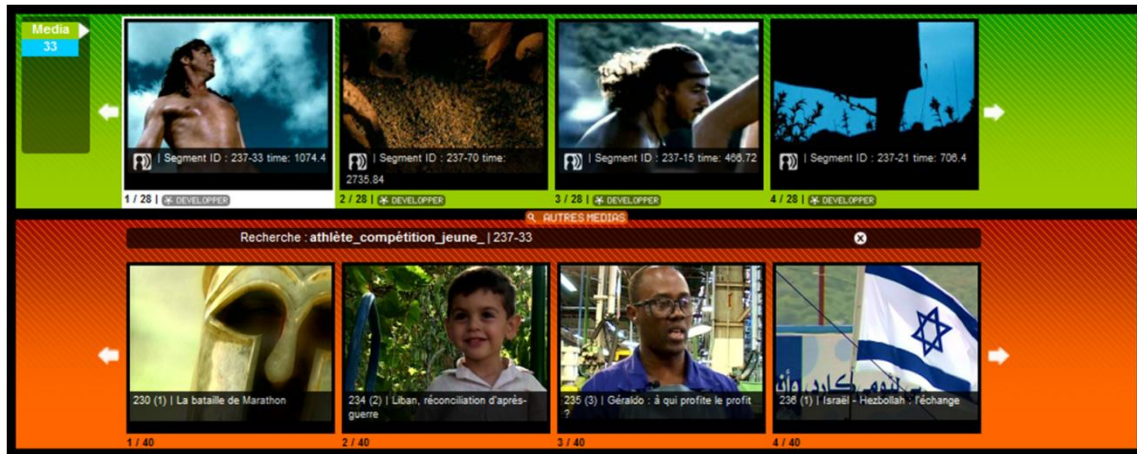 Media
33
| Segment ID : 237-33 time: 1074.4
| Segment ID : 237-70 time:
2735.84
| Segment ID : 237-15 time: 466.72
| Segment ID : 237-21 time: 706.4
1 / 28 | DEVELOPPER
2 / 28 | DEVELOPPER
3 / 28 | DEVELOPPER
4 / 28 | DEVELOPPER
AUTRES MEDIAS
Recherche : athlète_compétition_jeune_ | 237-33
230 (1) | La bataille de Marathon
234 (2) | Liban, réconciliation d'après-
guerre
235 (3) | Géraldo : à qui profite le profit
?
236 (1) | Israël - Hezbollah : l'échange
1 / 40
2 / 40
3 / 40
4 / 40